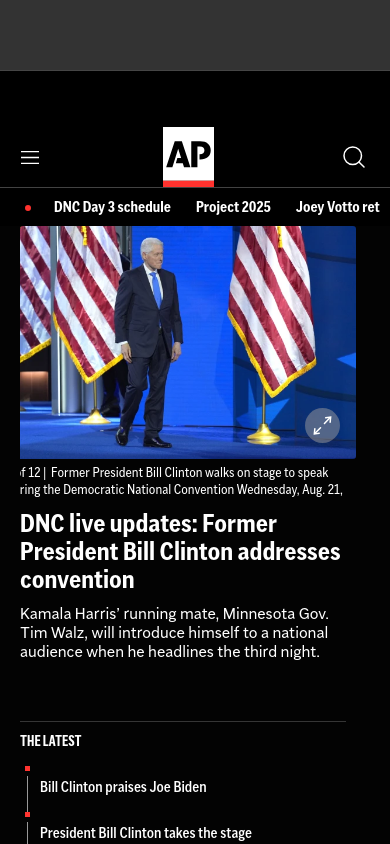 AP
DNC Day 3 schedule Project 2025 Joey Votto ret
of 12 | Former President Bill Clinton walks on stage to speak
ring the Democratic National Convention Wednesday, Aug. 21,
DNC live updates: Former
President Bill Clinton addresses
convention
Kamala Harris’ running mate, Minnesota Gov.
Tim Walz, will introduce himself to a national
audience when he headlines the third night.
THE LATEST
Bill Clinton praises Joe Biden
President Bill Clinton takes the stage